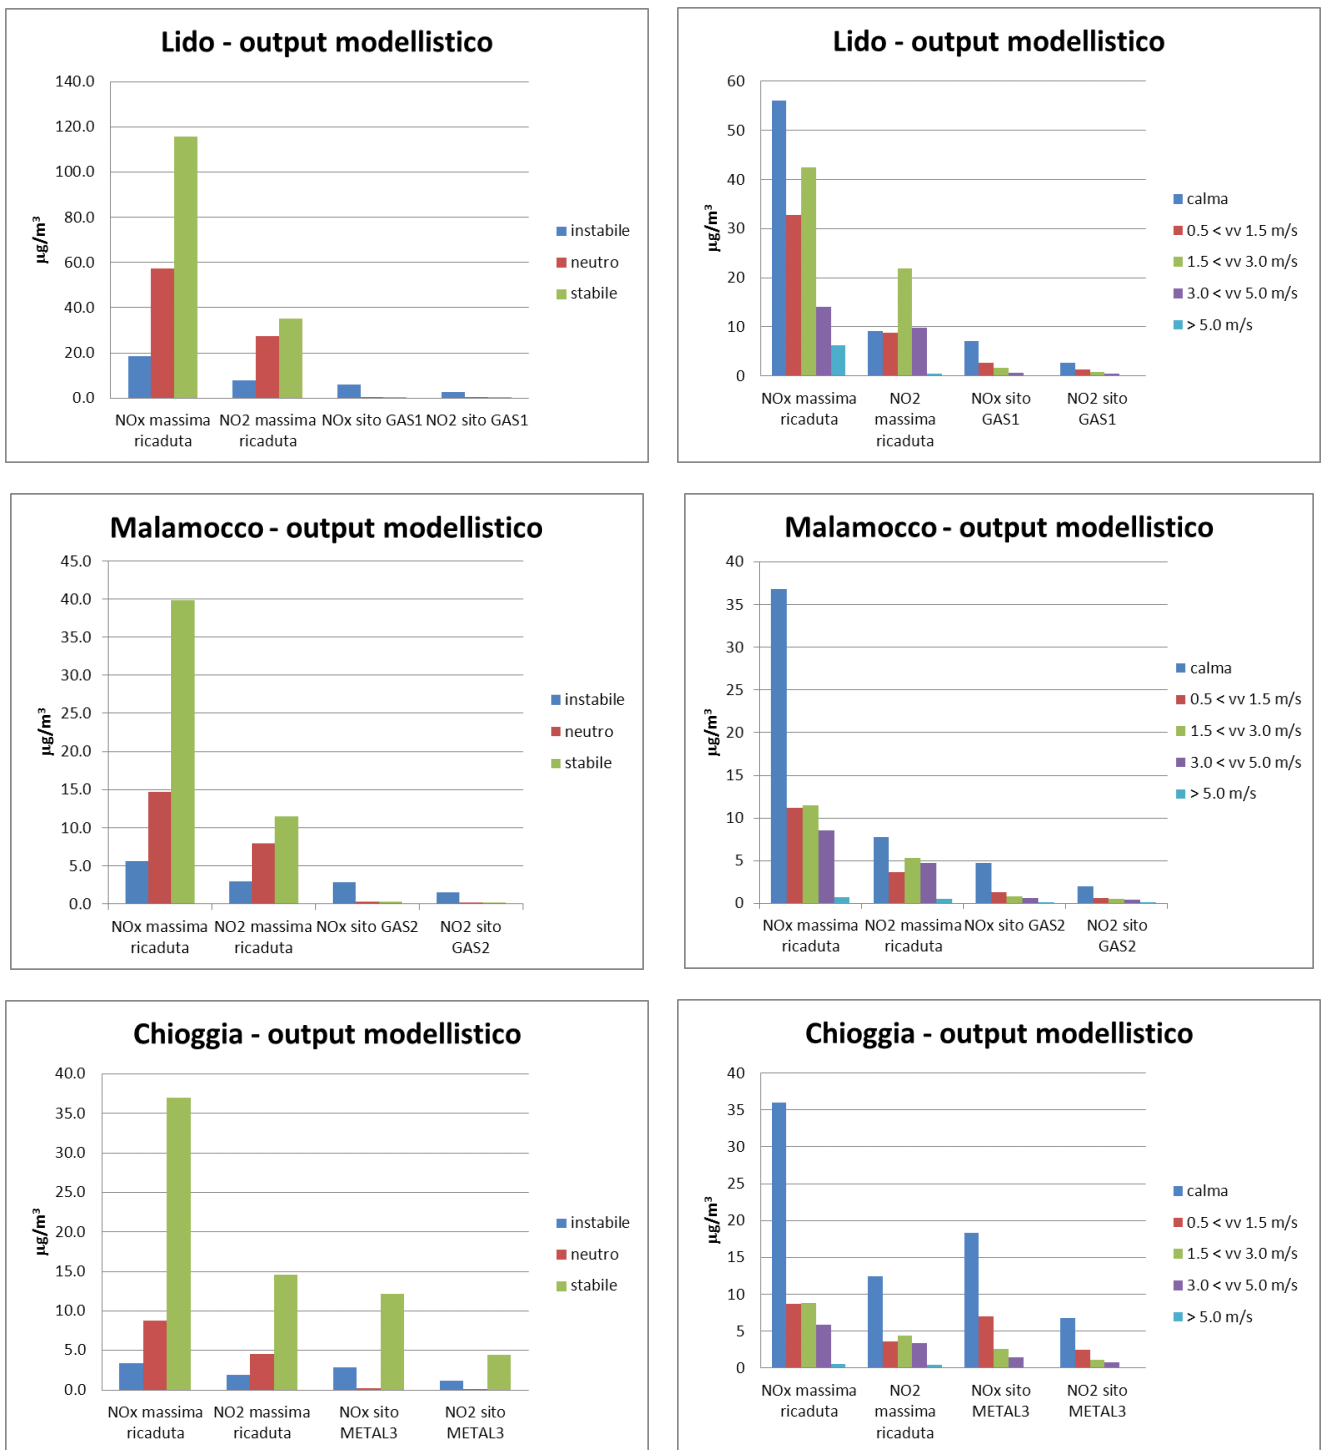 Lido - output modellistico
140.0
120.0
100.0
80.0
60.0
40.0
20.0
0.0
µg/m³
NOx massima
ricaduta
NO2 massima
ricaduta
NOx sito GAS1
NO2 sito GAS1
instabile
neutro
stabile
Lido - output modellistico
60
50
40
30
20
10
0
µg/m³
NOx massima
ricaduta
NO2
massima
ricaduta
NOx sito
GAS1
NO2 sito
GAS1
calma
0.5 < vv 1.5 m/s
1.5 < vv 3.0 m/s
3.0 < vv 5.0 m/s
> 5.0 m/s
Malamocco - output modellistico
45.0
40.0
35.0
30.0
25.0
20.0
15.0
10.0
5.0
0.0
µg/m³
NOx massima
ricaduta
NO2 massima
ricaduta
NOx sito GAS2
NO2 sito
GAS2
instabile
neutro
stabile
Malamocco - output modellistico
40
35
30
25
20
15
10
5
0
µg/m³
NOx massima
ricaduta
NO2 massima
ricaduta
NOx sito GAS2
NO2 sito
GAS2
calma
0.5 < vv 1.5 m/s
1.5 < vv 3.0 m/s
3.0 < vv 5.0 m/s
> 5.0 m/s
Chioggia - output modellistico
40.0
35.0
30.0
25.0
20.0
15.0
10.0
5.0
0.0
µg/m³
NOx massima
ricaduta
NO2 massima
ricaduta
NOx sito
METAL3
NO2 sito
METAL3
instabile
neutro
stabile
Chioggia - output modellistico
40
35
30
25
20
15
10
5
0
µg/m³
NOx massima
ricaduta
NO2
massima
ricaduta
NOx sito
METAL3
NO2 sito
METAL3
calma
0.5 < vv 1.5 m/s
1.5 < vv 3.0 m/s
3.0 < vv 5.0 m/s
> 5.0 m/s